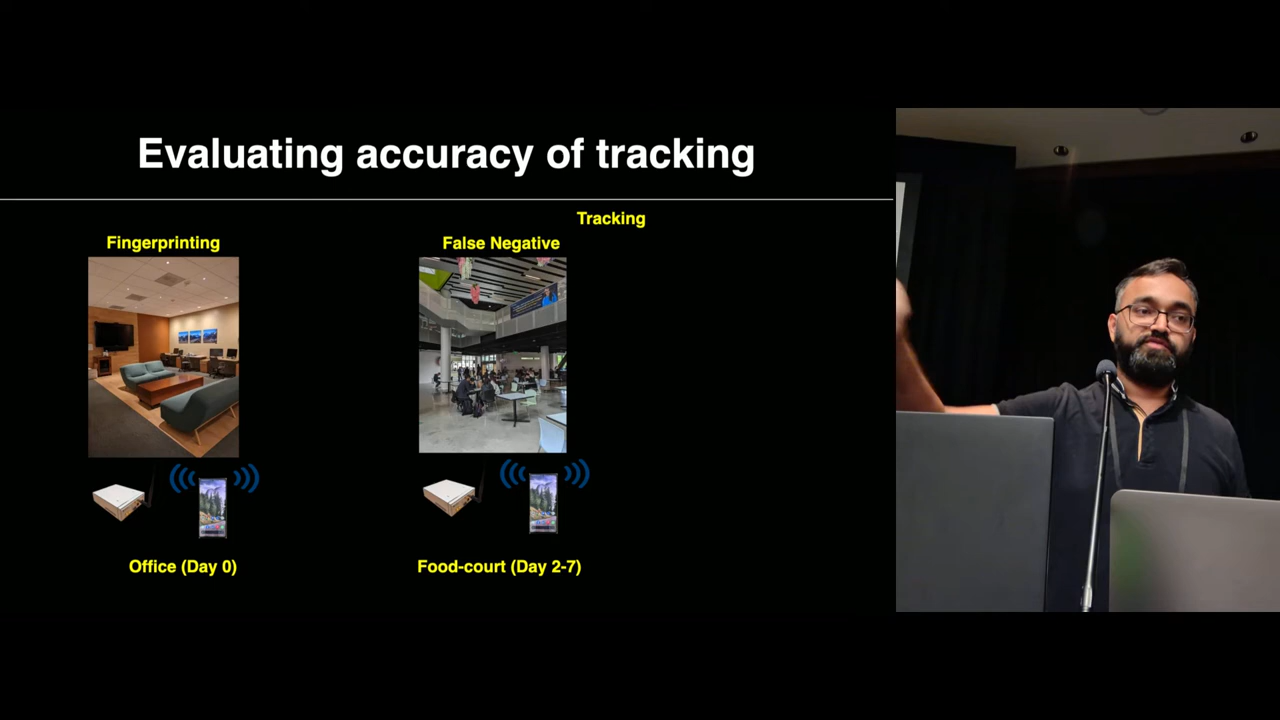 Evaluating accuracy of tracking
Tracking
Fingerprinting
False Negative
Office (Day 0)
Food-court (Day 2-7)